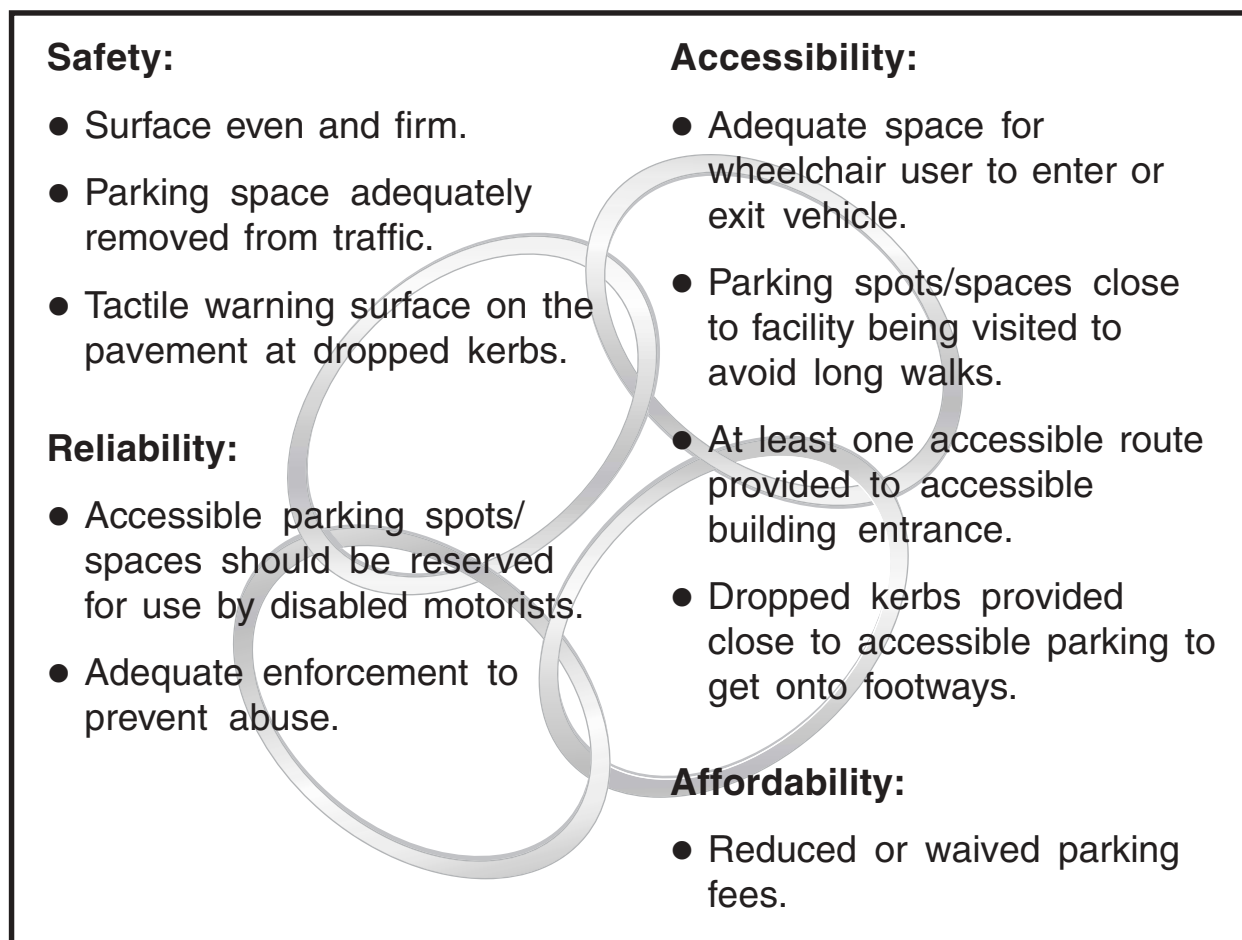 Safety:
● Surface even and firm.
● Parking space adequately
removed from traffic.
● Tactile warning surface on the
pavement at dropped kerbs.
Reliability:
● Accessible parking spots/
spaces should be reserved
for use by disabled motorists.
● Adequate enforcement to
prevent abuse.
Accessibility:
● Adequate space for
wheelchair user to enter or
exit vehicle.
● Parking spots/spaces close
to facility being visited to
avoid long walks.
● At least one accessible route
provided to accessible
building entrance.
● Dropped kerbs provided
close to accessible parking to
get onto footways.
Affordability:
● Reduced or waived parking
fees.